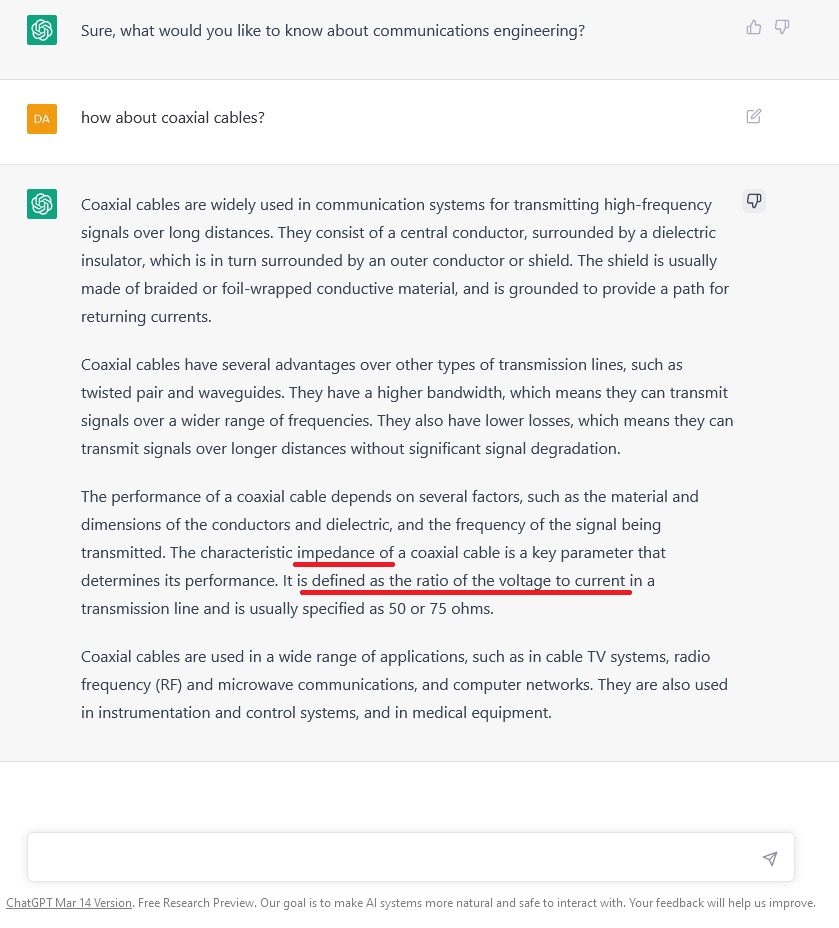 Sure, what would you like to know about communications engineering?
DA
how about coaxial cables?
Coaxial cables are widely used in communication systems for transmitting high-frequency
signals over long distances. They consist of a central conductor, surrounded by a dielectric
insulator, which is in turn surrounded by an outer conductor or shield. The shield is usually
made of braided or foil-wrapped conductive material, and is grounded to provide a path for
returning currents.
Coaxial cables have several advantages over other types of transmission lines, such as
twisted pair and waveguides. They have a higher bandwidth, which means they can transmit
signals over a wider range of frequencies. They also have lower losses, which means they can
transmit signals over longer distances without significant signal degradation.
The performance of a coaxial cable depends on several factors, such as the material and
dimensions of the conductors and dielectric, and the frequency of the signal being
transmitted. The characteristic impedance of a coaxial cable is a key parameter that
determines its performance. It is defined as the ratio of the voltage to current in a
transmission line and is usually specified as 50 or 75 ohms.
Coaxial cables are used in a wide range of applications, such as in cable TV systems, radio
frequency (RF) and microwave communications, and computer networks. They are also used
in instrumentation and control systems, and in medical equipment.
ChatGPT Mar 14 Version. Free Research Preview. Our goal is to make AI systems more natural and safe to interact with. Your feedback will help us improve.